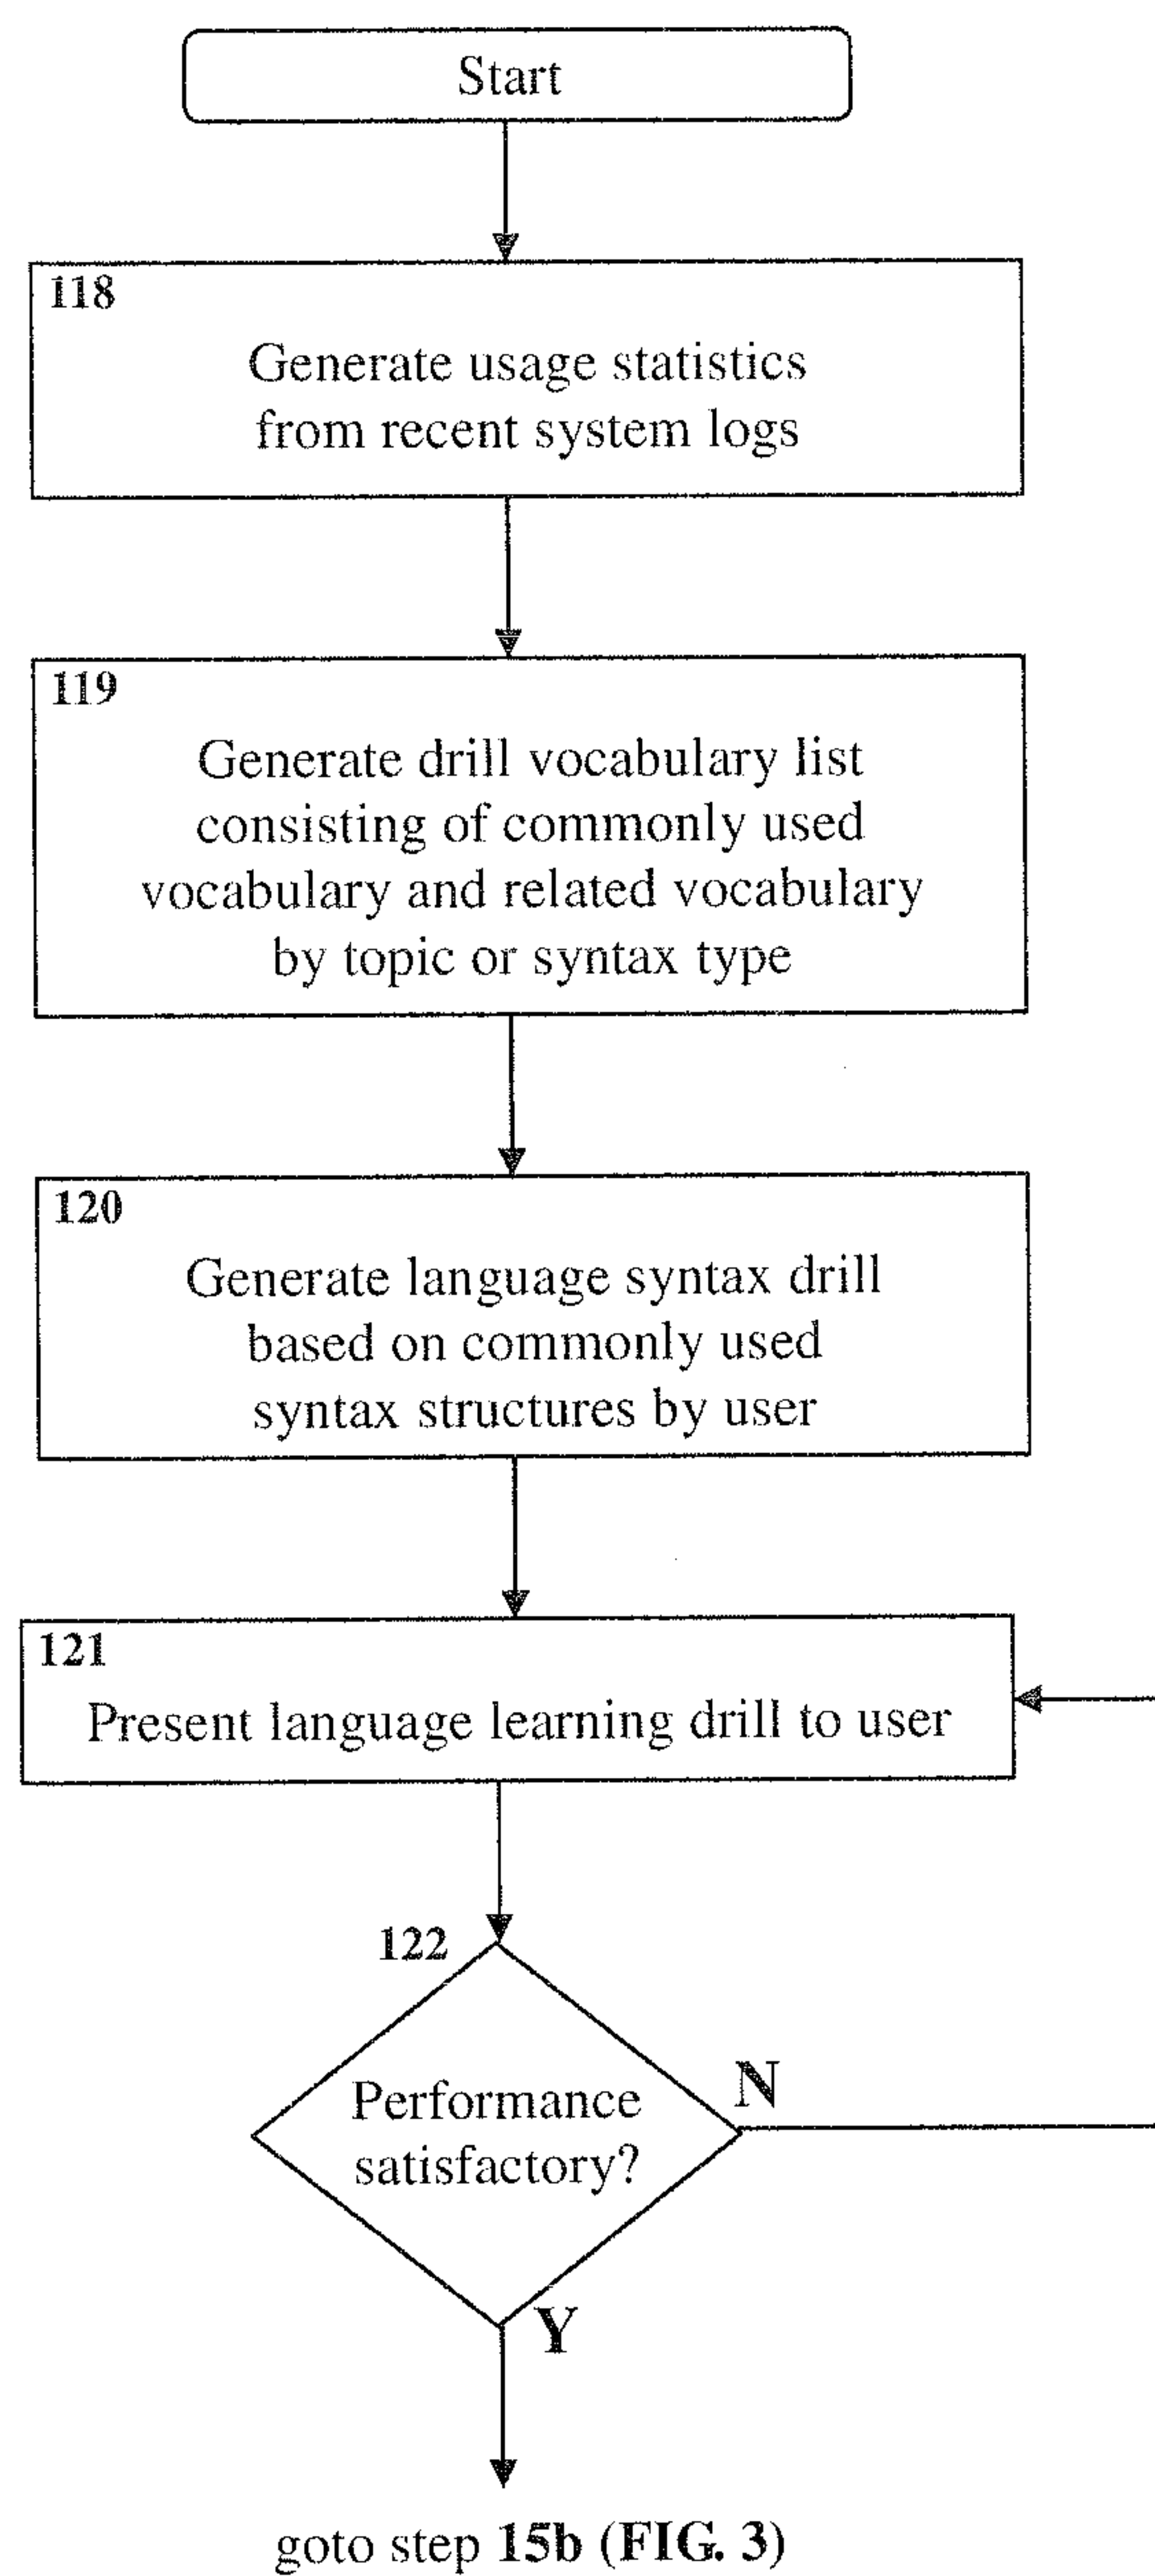 Start
118
Generate usage statistics
from recent system logs
119
Generate drill vocabulary list
consisting of commonly used
vocabulary and related vocabulary
by topic or syntax type
120
Generate language syntax drill
based on commonly used
syntax structures by user
121
Present language learning drill to user
122
Performance
satisfactory?
N
Y
goto step 15b (FIG. 3)